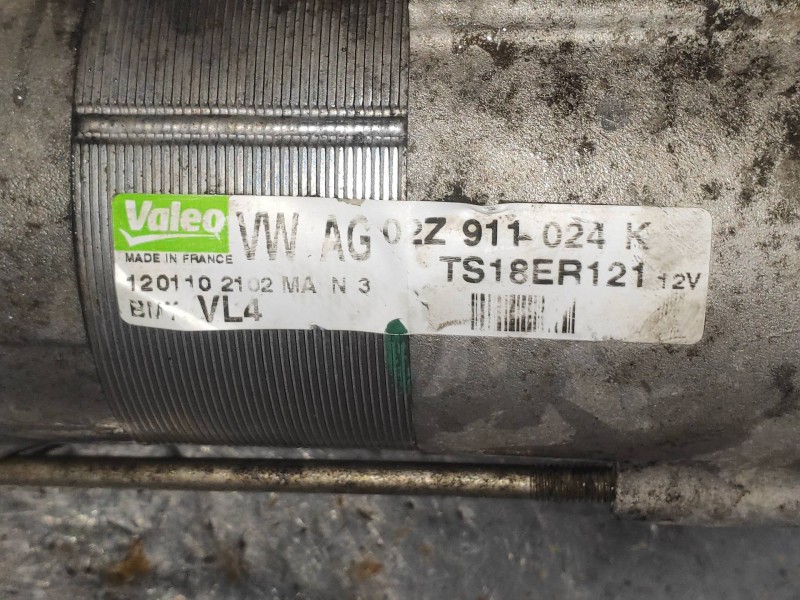 Valeo VW AG 02Z 911 024 K
MADE IN FRANCE TS18ER121 12V
120110 2102 MA N 3
VL4